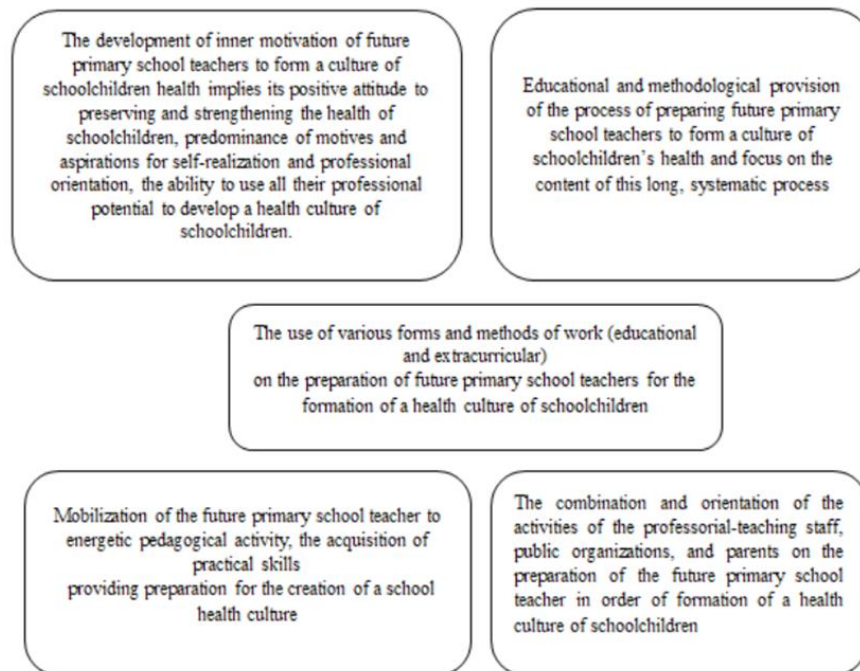 The development of inner motivation of future
primary school teachers to form a culture of
schoolchildren health implies its positive attitude to
preserving and strengthening the health of
schoolchildren, predominance of motives and
aspirations for self-realization and professional
orientation, the ability to use all their professional
potential to develop a health culture of
schoolchildren.
Educational and methodological provision
of the process of preparing future primary
school teachers to form a culture of
schoolchildren’s health and focus on the
content of this long, systematic process
The use of various forms and methods of work (educational
and extracurricular)
on the preparation of future primary school teachers for the
formation of a health culture of schoolchildren
Mobilization of the future primary school teacher to
energetic pedagogical activity, the acquisition of
practical skills
providing preparation for the creation of a school
health culture
The combination and orientation of the
activities of the professorial-teaching staff,
public organizations, and parents on the
preparation of the future primary school
teacher in order of formation of a health
culture of schoolchildren